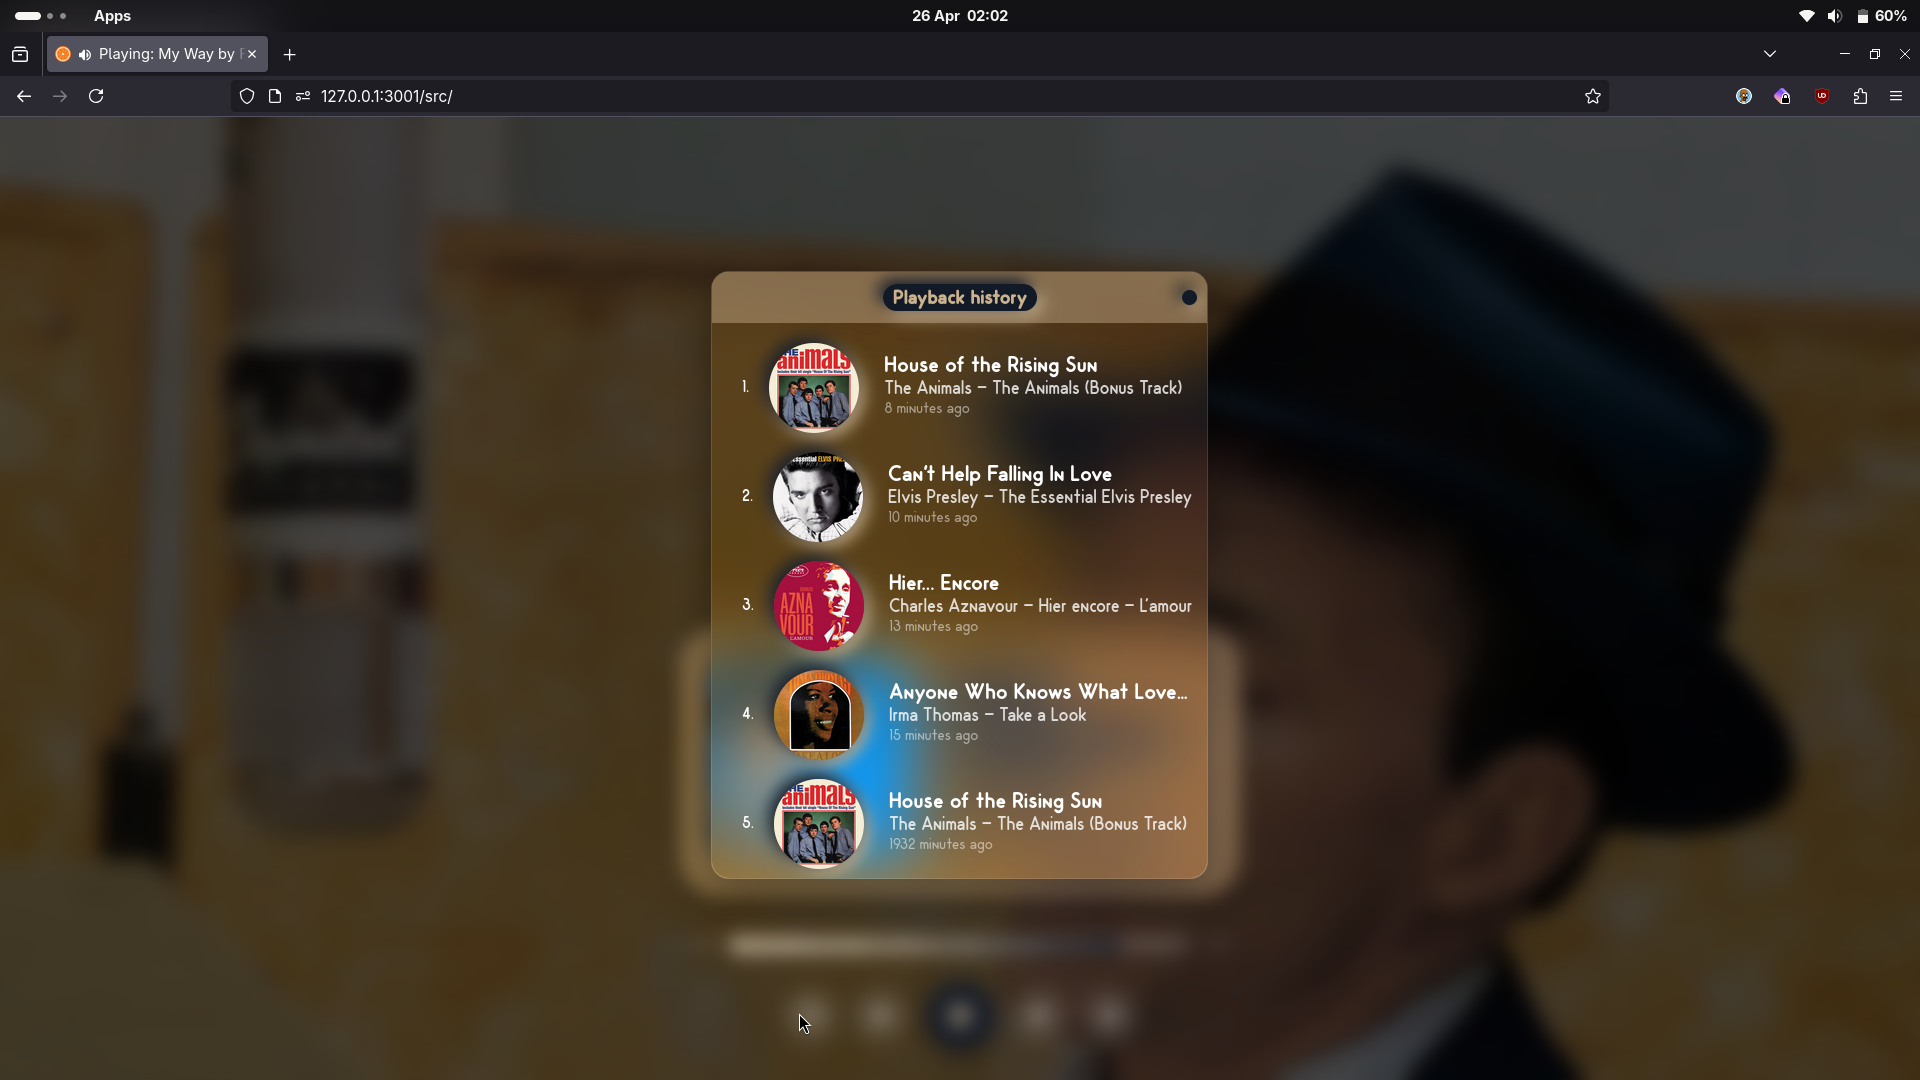 Apps
26 Apr 02:02
60%
Playing: My Way by
127.0.0.1:3001/src/
Playback history
1.
House of the Rising Sun
The Animals – The Animals (Bonus Track)
8 minutes ago
2.
Can't Help Falling In Love
Elvis Presley – The Essential Elvis Presley
10 minutes ago
3.
AZNA
VOUR
L'AMOUR
Hier... Encore
Charles Aznavour – Hier encore – L'amour
13 minutes ago
4.
Anyone Who Knows What Love...
Irma Thomas – Take a Look
15 minutes ago
5.
animals
House of the Rising Sun
The Animals – The Animals (Bonus Track)
1932 minutes ago